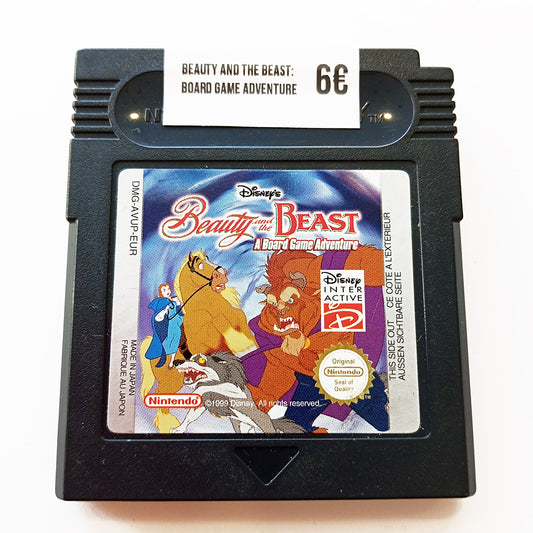 BEAUTY AND THE BEAST:
BOARD GAME ADVENTURE
6€
DMG-AVUP-EUR
MADE IN JAPAN
FABRIQUÉ AU JAPON
Disney's
Beauty and the Beast
A Board Game Adventure
Disney
INTER
ACTIVE
Original
Nintendo
Seal of
Quality
Nintendo
©1999 Disney. All rights reserved.
THIS SIDE OUT CE COTE A L'EXTERIEUR
AUSSEN SICHTBARE SEITE